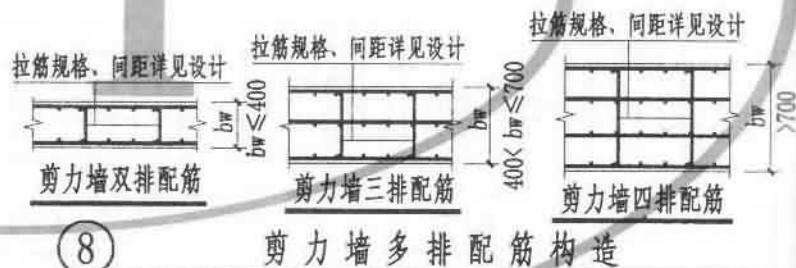 拉筋规格、间距详见设计
bw
bw≤400
剪力墙双排配筋
拉筋规格、间距详见设计
bw
400< bw≤700
剪力墙三排配筋
拉筋规格、间距详见设计
bw
>700
剪力墙四排配筋
⑧ 剪力墙多排配筋构造